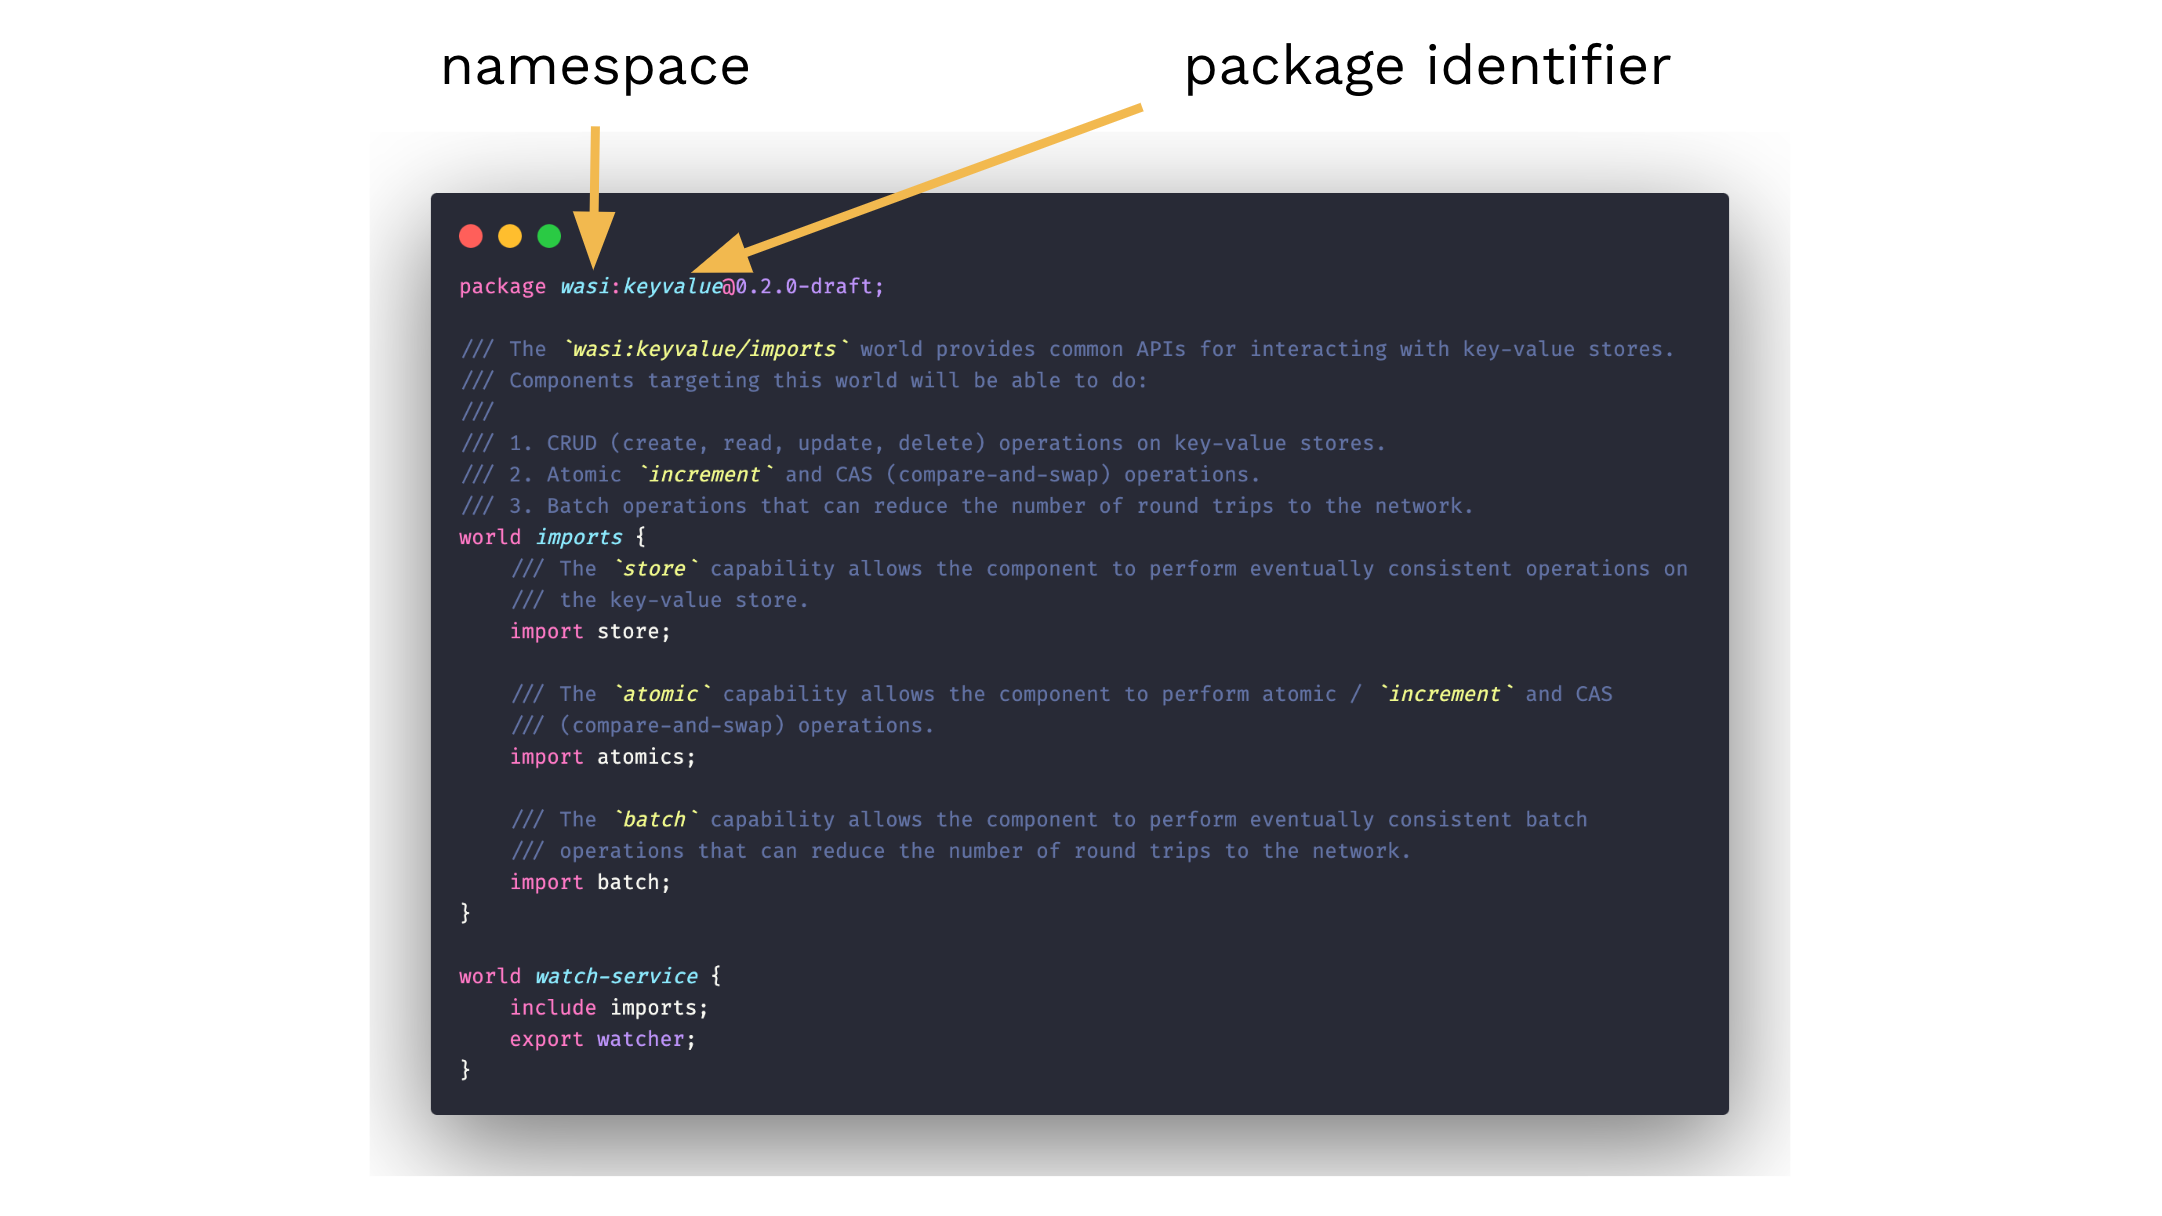 namespace
package identifier
package wasi:keyvalue@0.2.0-draft;
/// The `wasi:keyvalue/imports` world provides common APIs for interacting with key-value stores.
/// Components targeting this world will be able to do:
///
/// 1. CRUD (create, read, update, delete) operations on key-value stores.
/// 2. Atomic `increment` and CAS (compare-and-swap) operations.
/// 3. Batch operations that can reduce the number of round trips to the network.
world imports {
/// The `store` capability allows the component to perform eventually consistent operations on
/// the key-value store.
import store;
/// The `atomic` capability allows the component to perform atomic / `increment` and CAS
/// (compare-and-swap) operations.
import atomics;
/// The `batch` capability allows the component to perform eventually consistent batch
/// operations that can reduce the number of round trips to the network.
import batch;
}
world watch-service {
include imports;
export watcher;
}